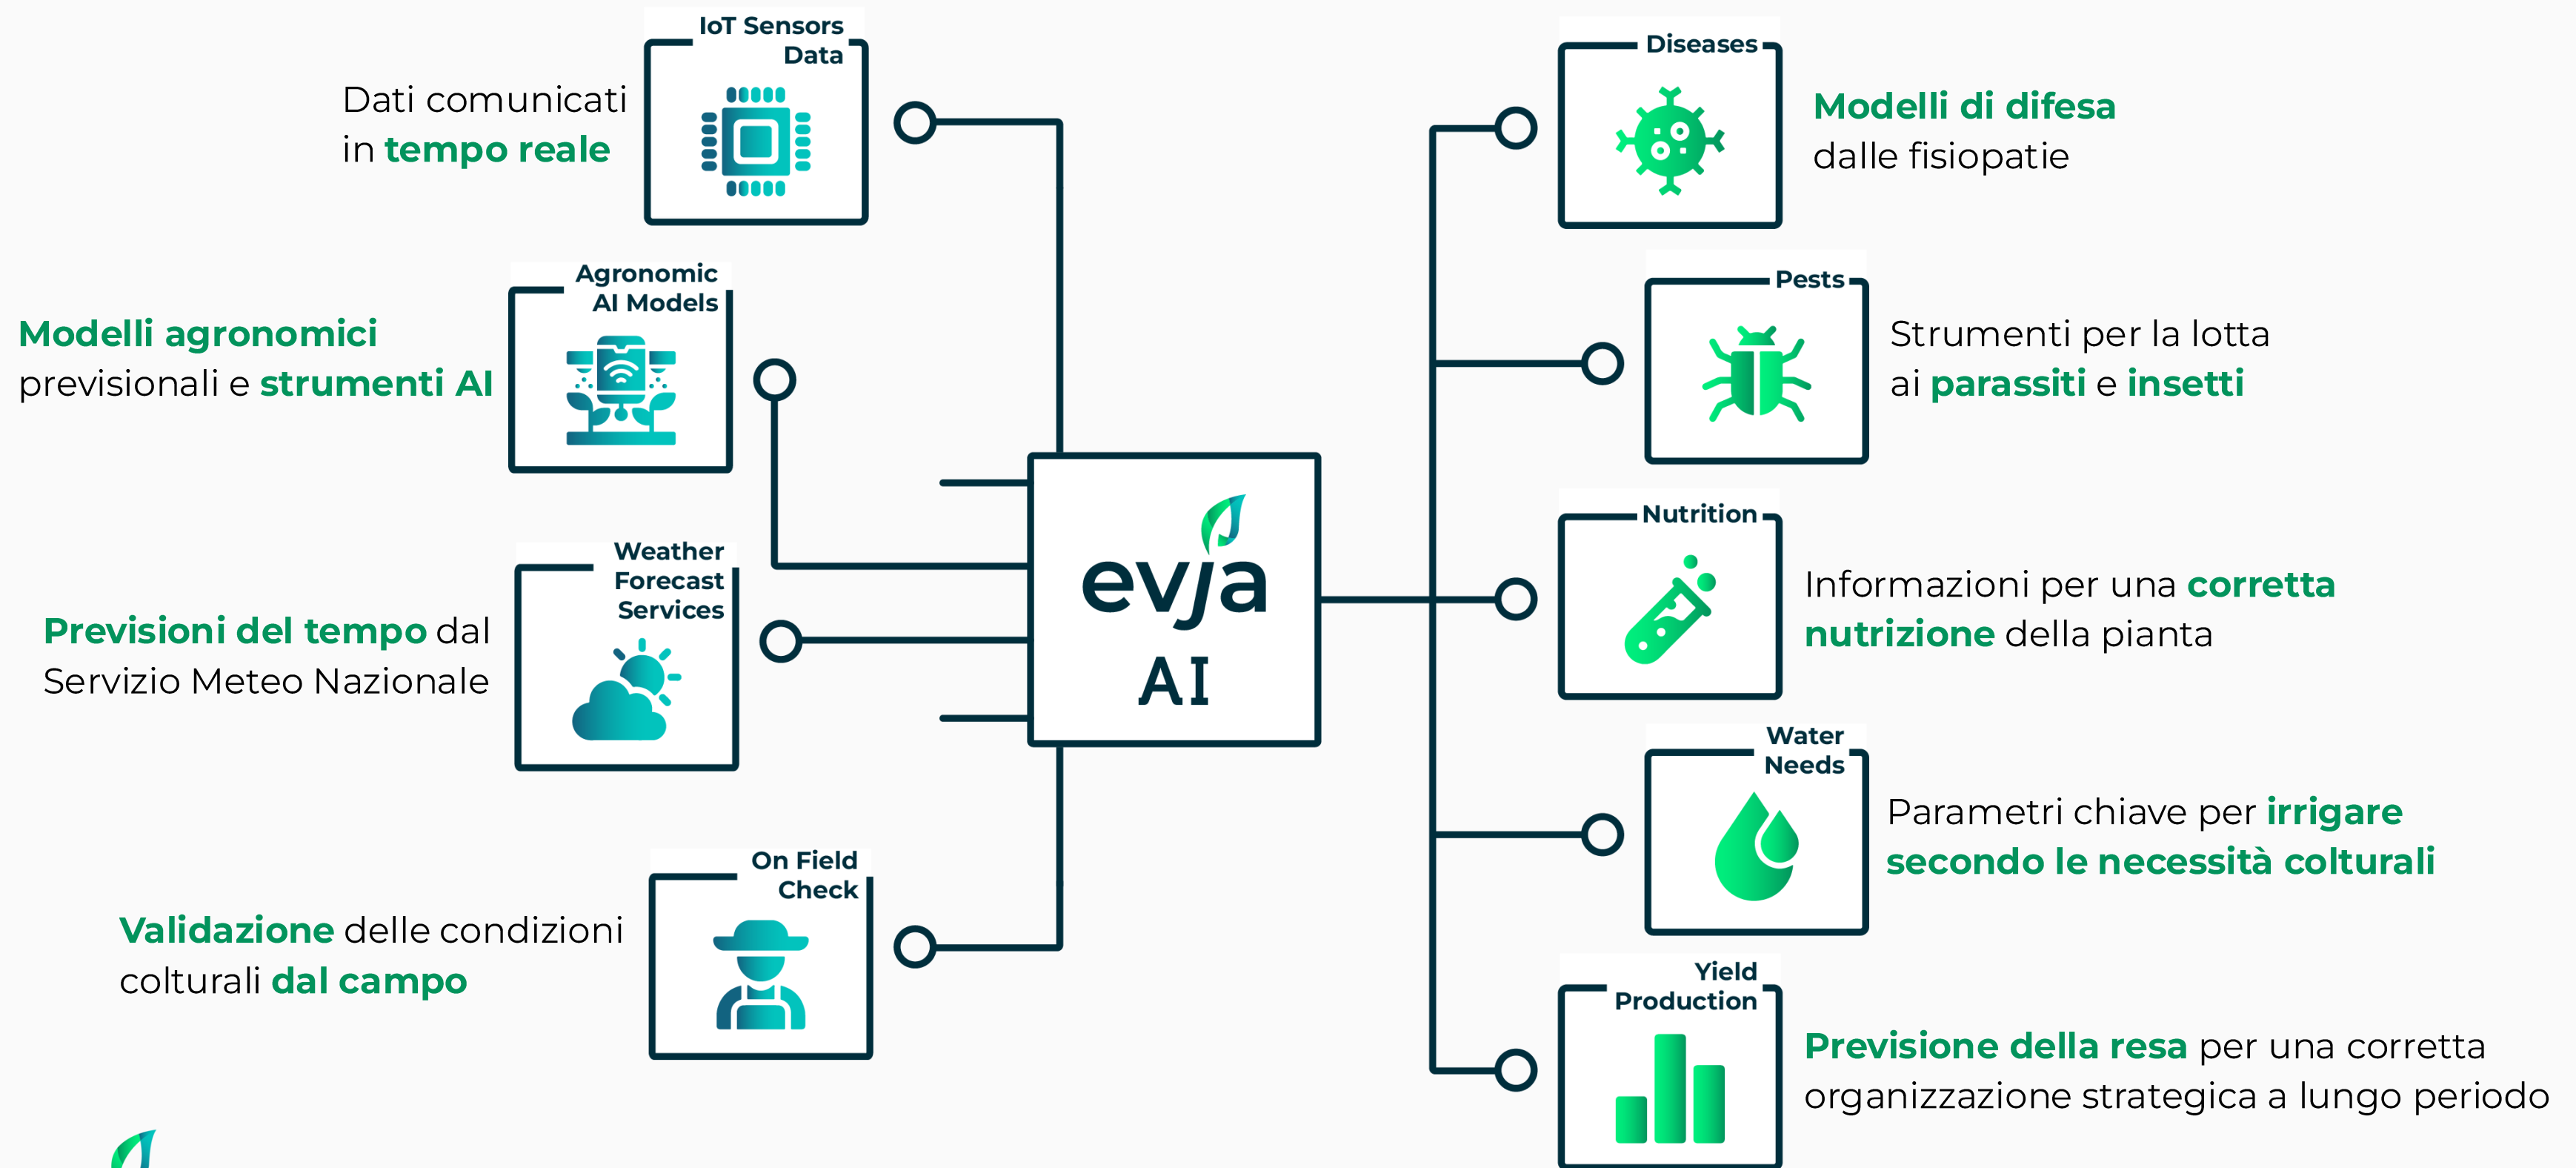 IoT Sensors
Data
Dati comunicati
in tempo reale
Agronomic
AI Models
Modelli agronomici
previsionali e strumenti AI
Weather
Forecast
Services
Previsioni del tempo dal
Servizio Meteo Nazionale
On Field
Check
Validazione delle condizioni
colturali dal campo
evja
AI
Diseases
Modelli di difesa
dalle fisiopatie
Pests
Strumenti per la lotta
ai parassiti e insetti
Nutrition
Informazioni per una corretta
nutrizione della pianta
Water
Needs
Parametri chiave per irrigare
secondo le necessità colturali
Yield
Production
Previsione della resa per una corretta
organizzazione strategica a lungo periodo